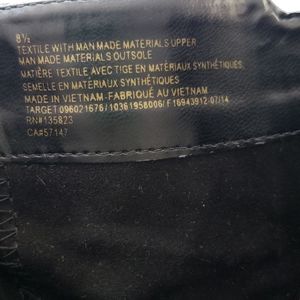 8½
TEXTILE WITH MAN MADE MATERIALS UPPER
MAN MADE MATERIALS OUTSOLE
MATIÈRE TEXTILE AVEC TIGE EN MATÉRIAUX SYNTHÉTIQUES
SEMELLE EN MATÉRIAUX SYNTHÉTIQUES
MADE IN VIETNAM-FABRIQUÉ AU VIETNAM
TARGET 096021676 / 10361958006 / F16943912-07/14
RN#135823
CA#57147